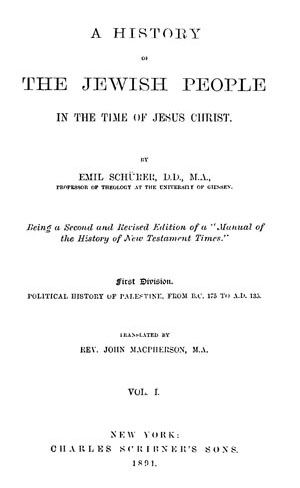 A HISTORY
OF
THE JEWISH PEOPLE
IN THE TIME OF JESUS CHRIST.
BY
EMIL SCHÜRER, D.D., M.A.,
PROFESSOR OF THEOLOGY AT THE UNIVERSITY OF GIESSEN.
Being a Second and Revised Edition of a "Manual of
the History of New Testament Times."
First Division.
POLITICAL HISTORY OF PALESTINE, FROM B.C. 175 TO A.D. 135.
TRANSLATED BY
REV. JOHN MACPHERSON, M.A.
VOL. I.
NEW YORK:
CHARLES SCRIBNER'S SONS.
1891.